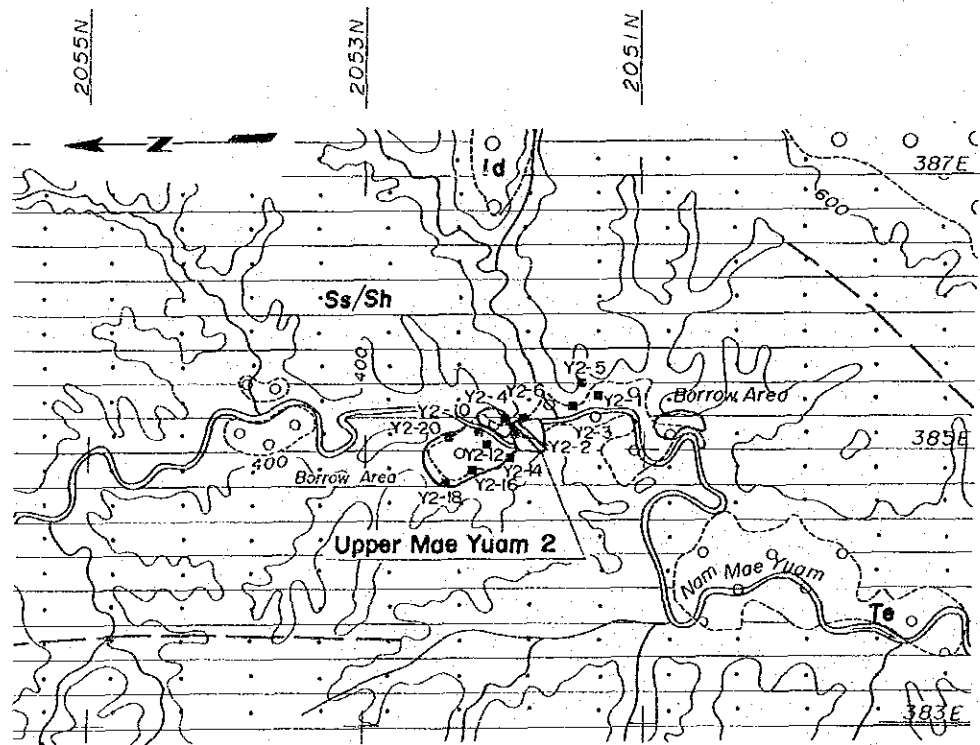 2055N
2053N
2051N
N
Id
387E
600
Ss/Sh
400
Y2-5
Y2-6
Y2-4
Y2-1
Borrow Area
Y2-10
Y2-20
Y2-3
385E
Y2-2
Y2-12
400
Y2-14
Borrow Area
Y2-16
Y2-18
Upper Mae Yuam 2
Nam Mae Yuam
Te
383E